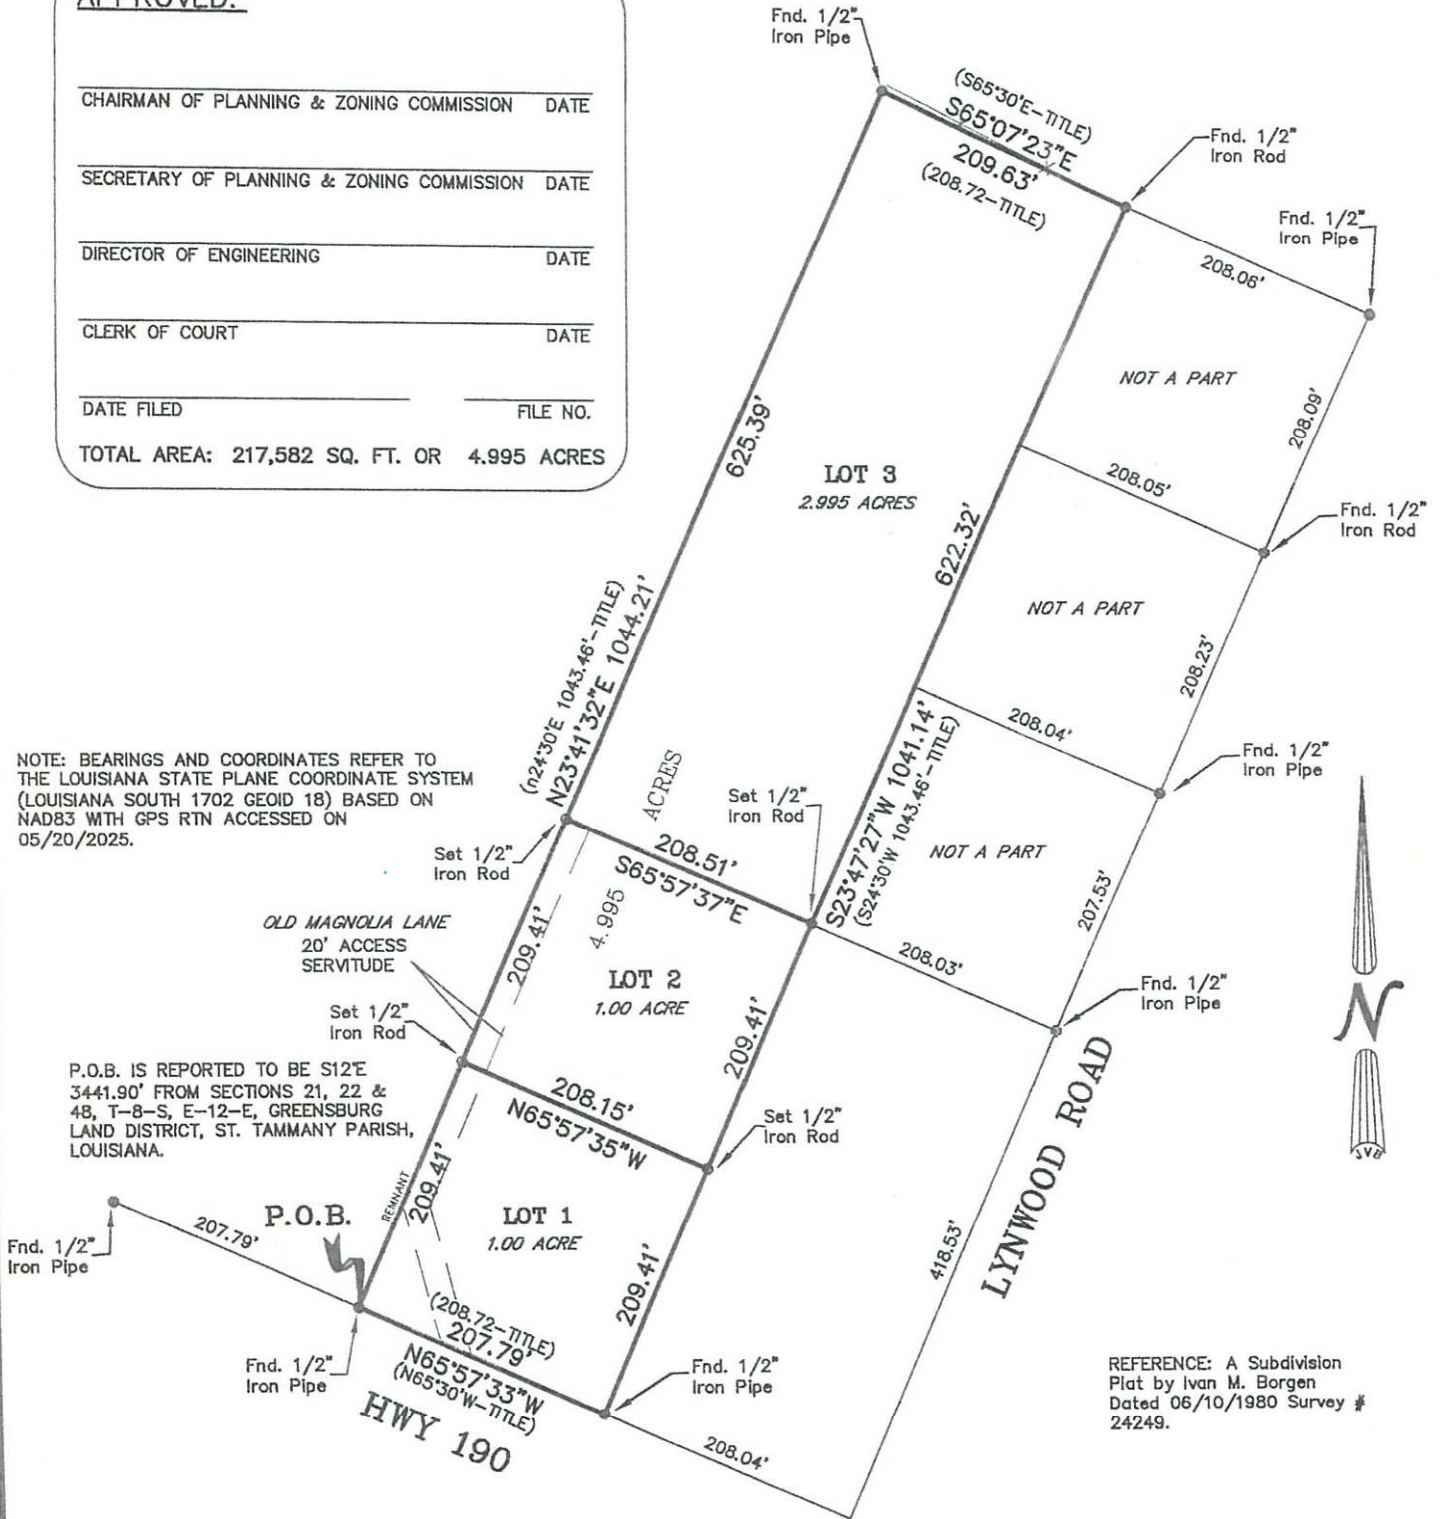 APPROVED:
CHAIRMAN OF PLANNING & ZONING COMMISSION DATE
SECRETARY OF PLANNING & ZONING COMMISSION DATE
DIRECTOR OF ENGINEERING DATE
CLERK OF COURT DATE
DATE FILED FILE NO.
TOTAL AREA: 217,582 SQ. FT. OR 4.995 ACRES
Fnd. 1/2"
Iron Pipe
(S65°30'E-TITLE)
S65°07'23"E
209.63'
(208.72-TITLE)
Fnd. 1/2"
Iron Rod
Fnd. 1/2"
Iron Pipe
208.06'
NOT A PART
208.09'
625.39'
LOT 3
2.995 ACRES
208.05'
Fnd. 1/2"
Iron Rod
622.32'
NOT A PART
208.23'
(n24°30'E 1043.46'-TITLE)
N23°41'32"E 1044.21'
208.04'
Fnd. 1/2"
Iron Pipe
NOTE: BEARINGS AND COORDINATES REFER TO
THE LOUISIANA STATE PLANE COORDINATE SYSTEM
(LOUISIANA SOUTH 1702 GEOID 18) BASED ON
NAD83 WITH GPS RTN ACCESSED ON
05/20/2025.
ACRES
Set 1/2"
Iron Rod
S23°47'27"W 1041.14'
(S24°30'W 1043.46'-TITLE)
NOT A PART
207.53'
Set 1/2"
Iron Rod
208.51'
S65°57'37"E
4.995
OLD MAGNOLIA LANE
20' ACCESS
SERVITUDE
209.41'
LOT 2
1.00 ACRE
209.41'
208.03'
Fnd. 1/2"
Iron Pipe
Set 1/2"
Iron Rod
N
JVB
P.O.B. IS REPORTED TO BE S12°E
3441.90' FROM SECTIONS 21, 22 &
48, T-8-S, E-12-E, GREENSBURG
LAND DISTRICT, ST. TAMMANY PARISH,
LOUISIANA.
208.15'
N65°57'35"W
Set 1/2"
Iron Rod
LYNWOOD ROAD
REMNANT
209.41'
P.O.B.
207.79'
Fnd. 1/2"
Iron Pipe
LOT 1
1.00 ACRE
209.41'
418.53'
(208.72-TITLE)
207.79'
N65°57'33"W
(N65°30'W-TITLE)
Fnd. 1/2"
Iron Pipe
HWY 190
Fnd. 1/2"
Iron Pipe
208.04'
REFERENCE: A Subdivision
Plat by Ivan M. Borgen
Dated 06/10/1980 Survey #
24249.